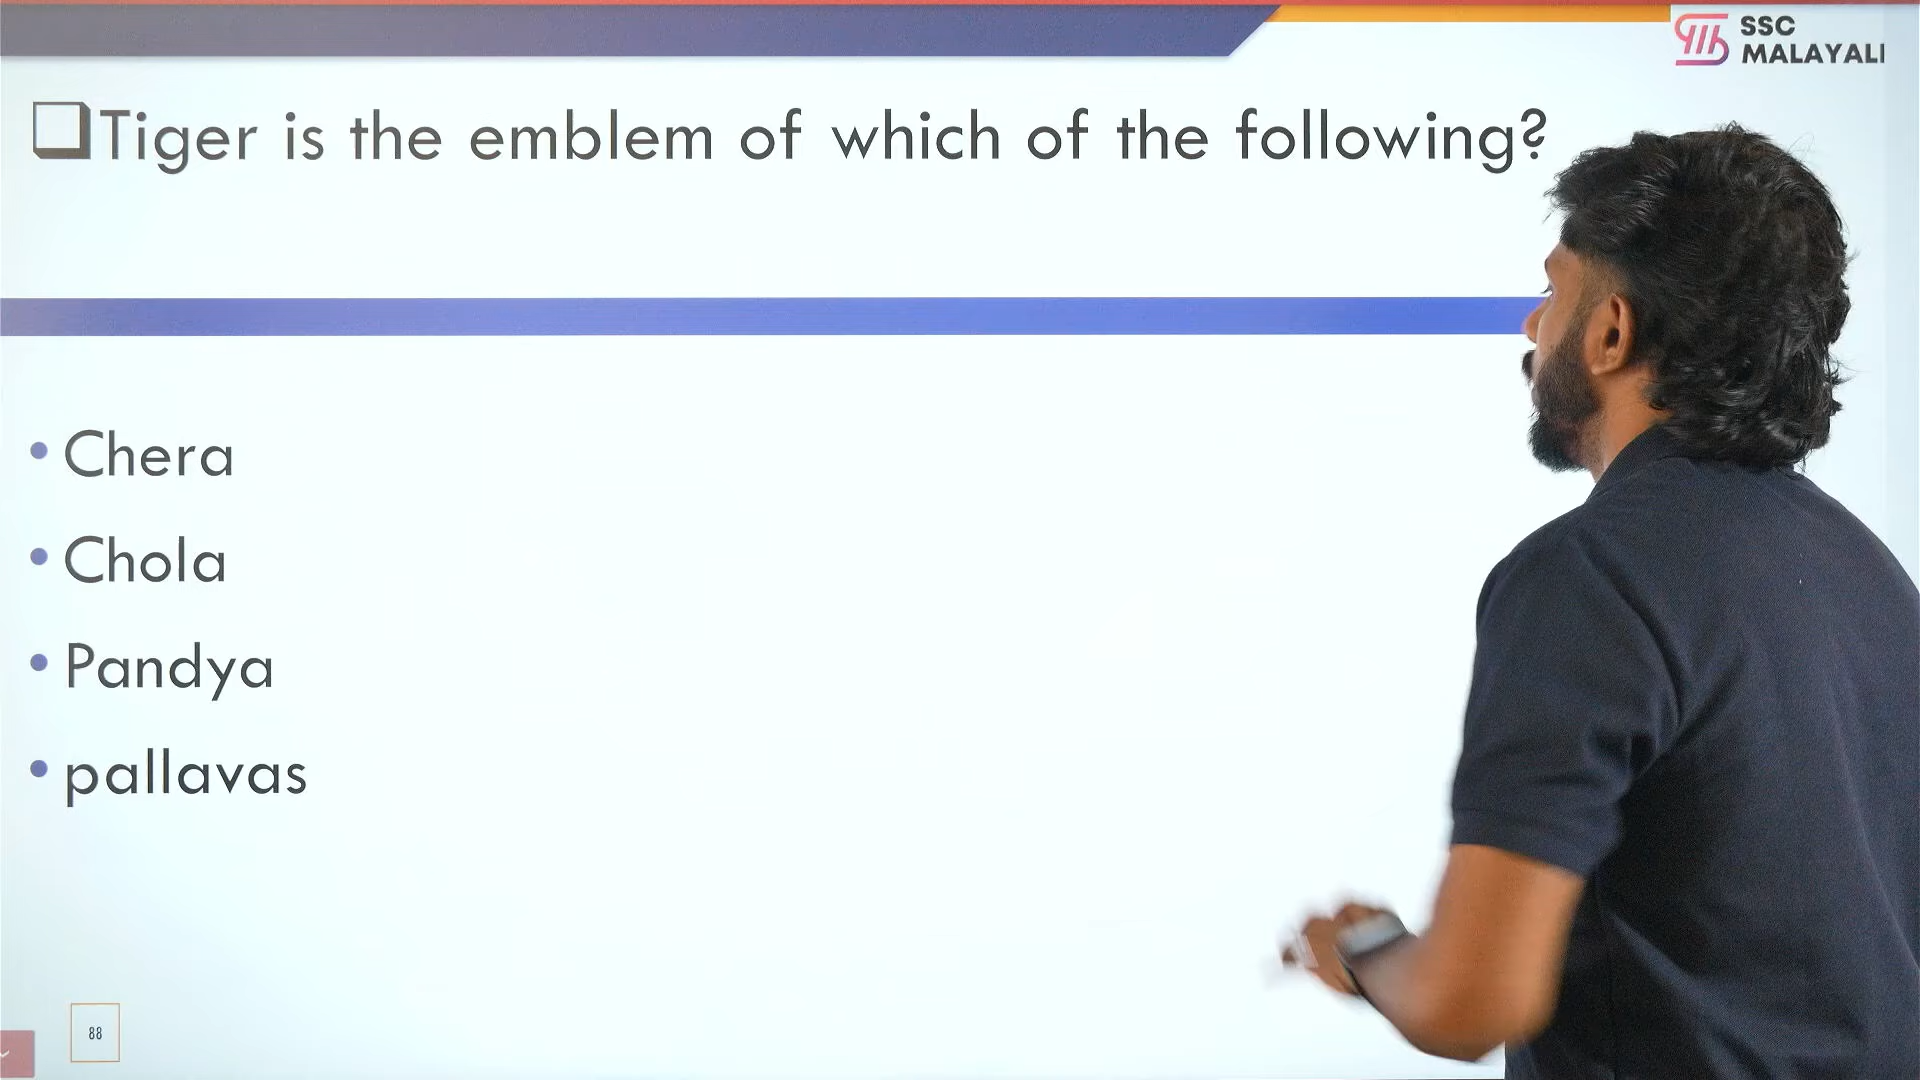 SSC
MALAYALI
Tiger is the emblem of which of the following?
Chera
Chola
Pandya
pallavas
88